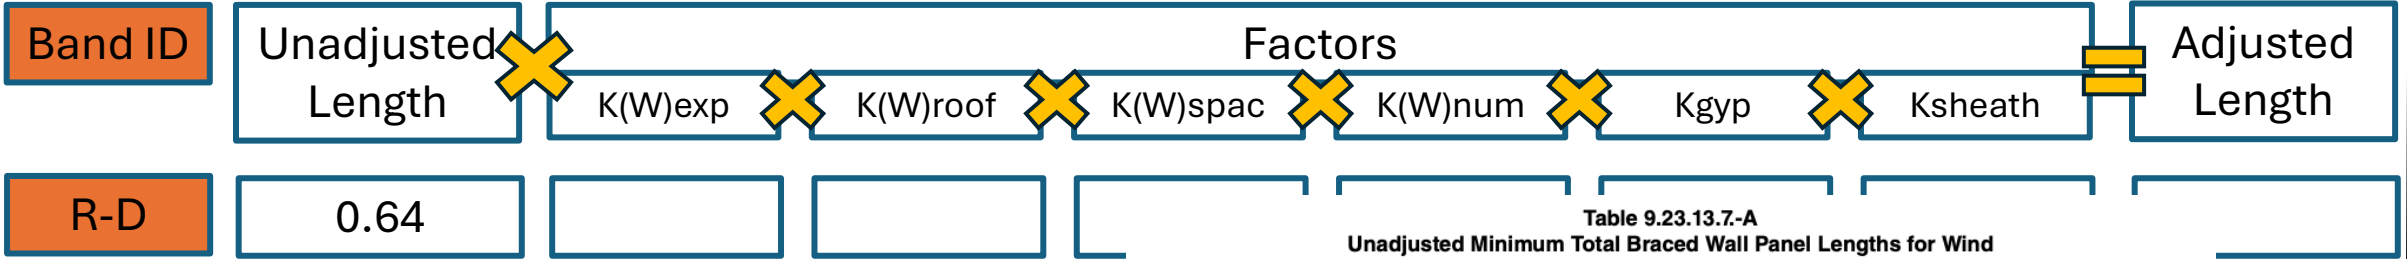 Band ID
Unadjusted
Length
Factors
K(W)exp
K(W)roof
K(W)spac
K(W)num
Kgyp
Ksheath
Adjusted
Length
R-D
0.64
Table 9.23.13.7.-A
Unadjusted Minimum Total Braced Wall Panel Lengths for Wind